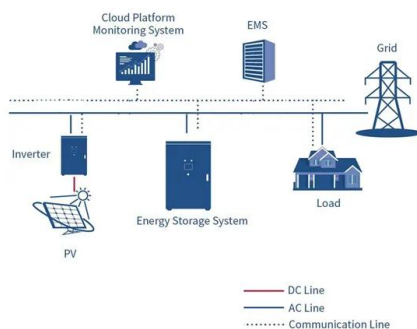 Cloud Platform
Monitoring System
EMS
Grid
Inverter
Energy Storage System
Load
PV
DC Line
AC Line
Communication Line